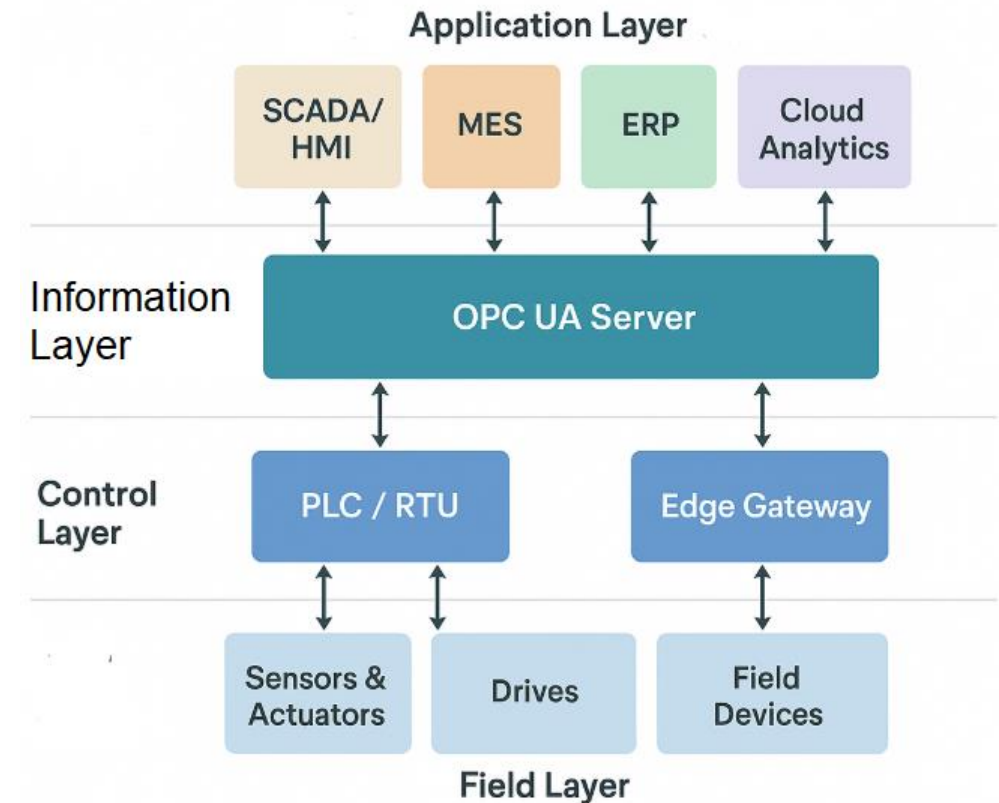 Application Layer
SCADA/
HMI
MES
ERP
Cloud
Analytics
Information
Layer
OPC UA Server
Control
Layer
PLC / RTU
Edge Gateway
Sensors &
Actuators
Drives
Field
Devices
Field Layer